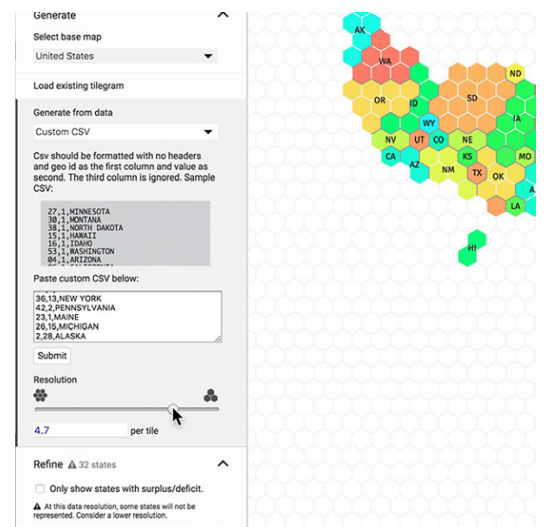 Generate
Select base map
United States
Load existing tilegram
Generate from data
Custom CSV
Csv should be formatted with no headers
and geo id as the first column and value as
second. The third column is ignored. Sample
CSV:
27,1,MINNESOTA
30,1,MONTANA
38,1,NORTH DAKOTA
15,1,HAWAII
16,1,IDAHO
53,1,WASHINGTON
04,1,ARIZONA
Paste custom CSV below:
36,13,NEW YORK
42,2,PENNSYLVANIA
23,1,MAINE
26,15,MICHIGAN
2,28,ALASKA
Submit
Resolution
4.7 per tile
Refine 32 states
Only show states with surplus/deficit.
At this data resolution, some states will not be
represented. Consider a lower resolution.
AK
WA
ND
OR ID SD
IA
WY
NV UT CO NE
CA AZ KS MO
NM TX OK
A
LA
HI